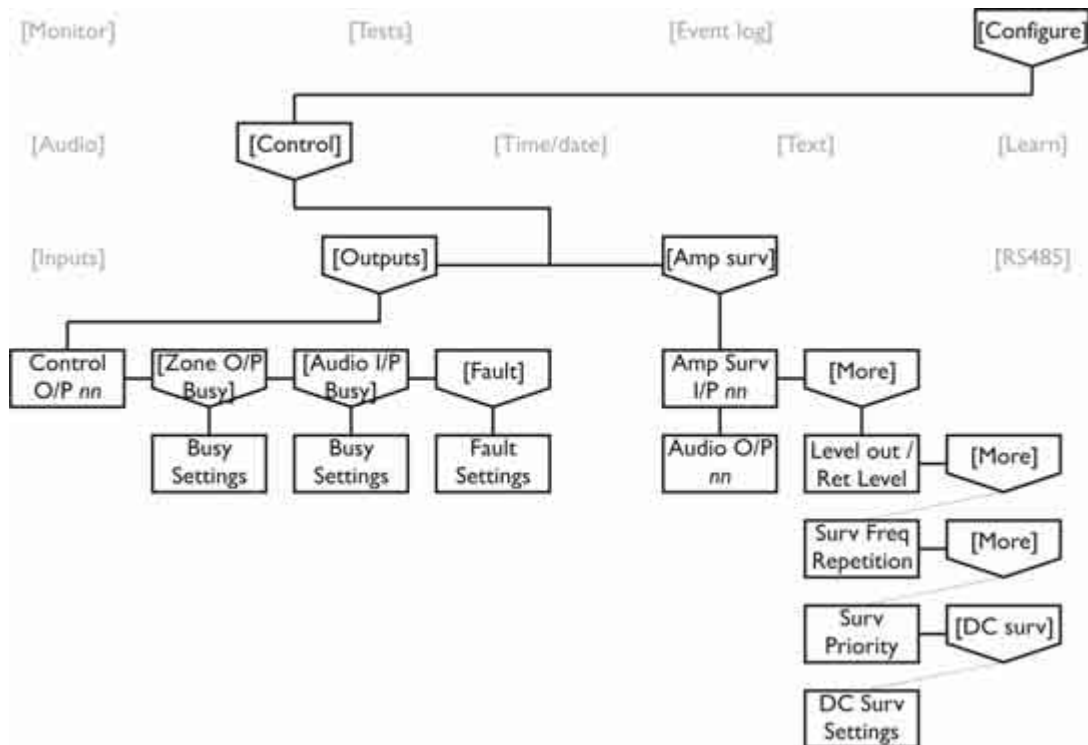 [Monitor] [Tests] [Event log] [Configure]
[Audio] [Control] [Time/date] [Text] [Learn]
[Inputs] [Outputs] [Amp surv] [RS485]
Control
O/P nn
[Zone O/P
Busy]
[Audio I/P
Busy]
[Fault]
Amp Surv
I/P nn
[More]
Busy
Settings
Busy
Settings
Fault
Settings
Audio O/P
nn
Level out /
Ret Level
[More]
Surv Freq
Repetition
[More]
Surv
Priority
[DC surv]
DC Surv
Settings